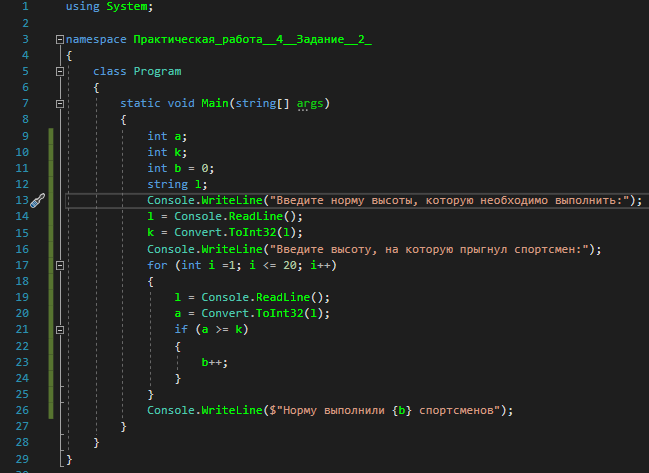 1 using System;
2
3 namespace Практическая_работа__4__Задание__2_
4 {
5 class Program
6 {
7 static void Main(string[] args)
8 {
9 int a;
10 int k;
11 int b = 0;
12 string l;
13 Console.WriteLine("Введите норму высоты, которую необходимо выполнить:");
14 l = Console.ReadLine();
15 k = Convert.ToInt32(l);
16 Console.WriteLine("Введите высоту, на которую прыгнул спортсмен:");
17 for (int i =1; i <= 20; i++)
18 {
19 l = Console.ReadLine();
20 a = Convert.ToInt32(l);
21 if (a >= k)
22 {
23 b++;
24 }
25 }
26 Console.WriteLine($"Норму выполнили {b} спортсменов");
27 }
28 }
29 }